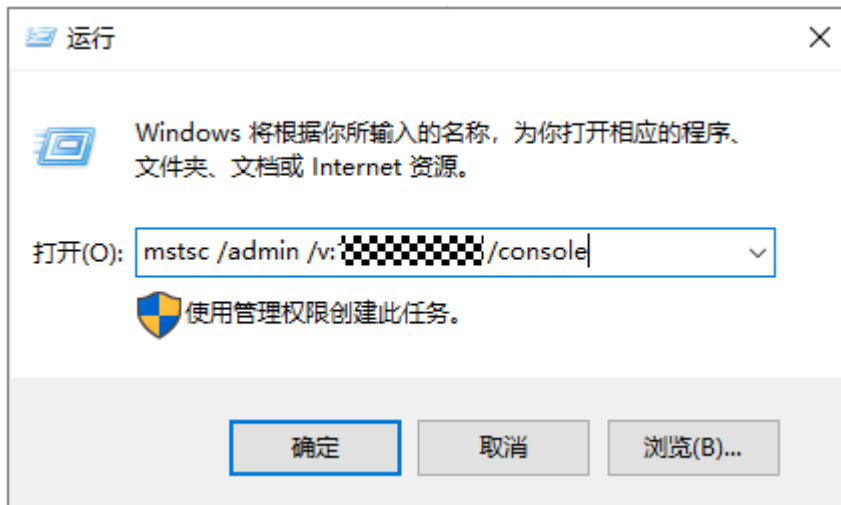 运行
Windows 将根据你所输入的名称，为你打开相应的程序、
文件夹、文档或 Internet 资源。
打开(O): mstsc /admin /v: /console
使用管理权限创建此任务。
确定 取消 浏览(B)...